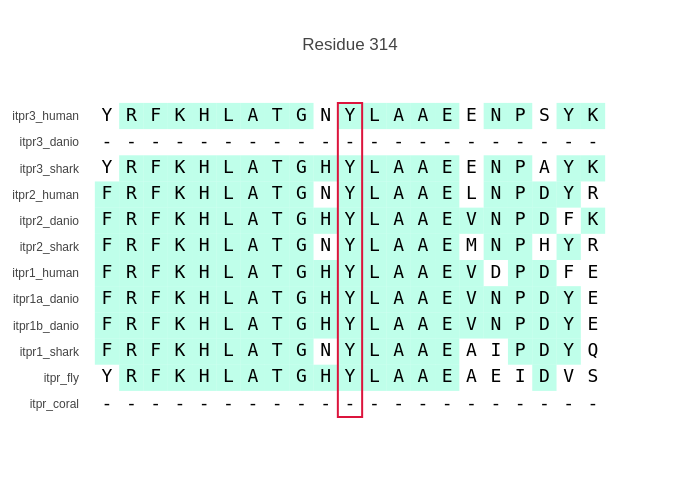 Residue 314
itpr3_human Y R F K H L A T G N Y L A A E E N P S Y K
itpr3_danio - - - - - - - - - - - - - - - - - - - - -
itpr3_shark Y R F K H L A T G H Y L A A E E N P A Y K
itpr2_human F R F K H L A T G N Y L A A E L N P D Y R
itpr2_danio F R F K H L A T G H Y L A A E V N P D F K
itpr2_shark F R F K H L A T G N Y L A A E M N P H Y R
itpr1_human F R F K H L A T G H Y L A A E V D P D F E
itpr1a_danio F R F K H L A T G H Y L A A E V N P D Y E
itpr1b_danio F R F K H L A T G H Y L A A E V N P D Y E
itpr1_shark F R F K H L A T G N Y L A A E A I P D Y Q
itpr_fly Y R F K H L A T G H Y L A A E A E I D V S
itpr_coral - - - - - - - - - - - - - - - - - - - - -